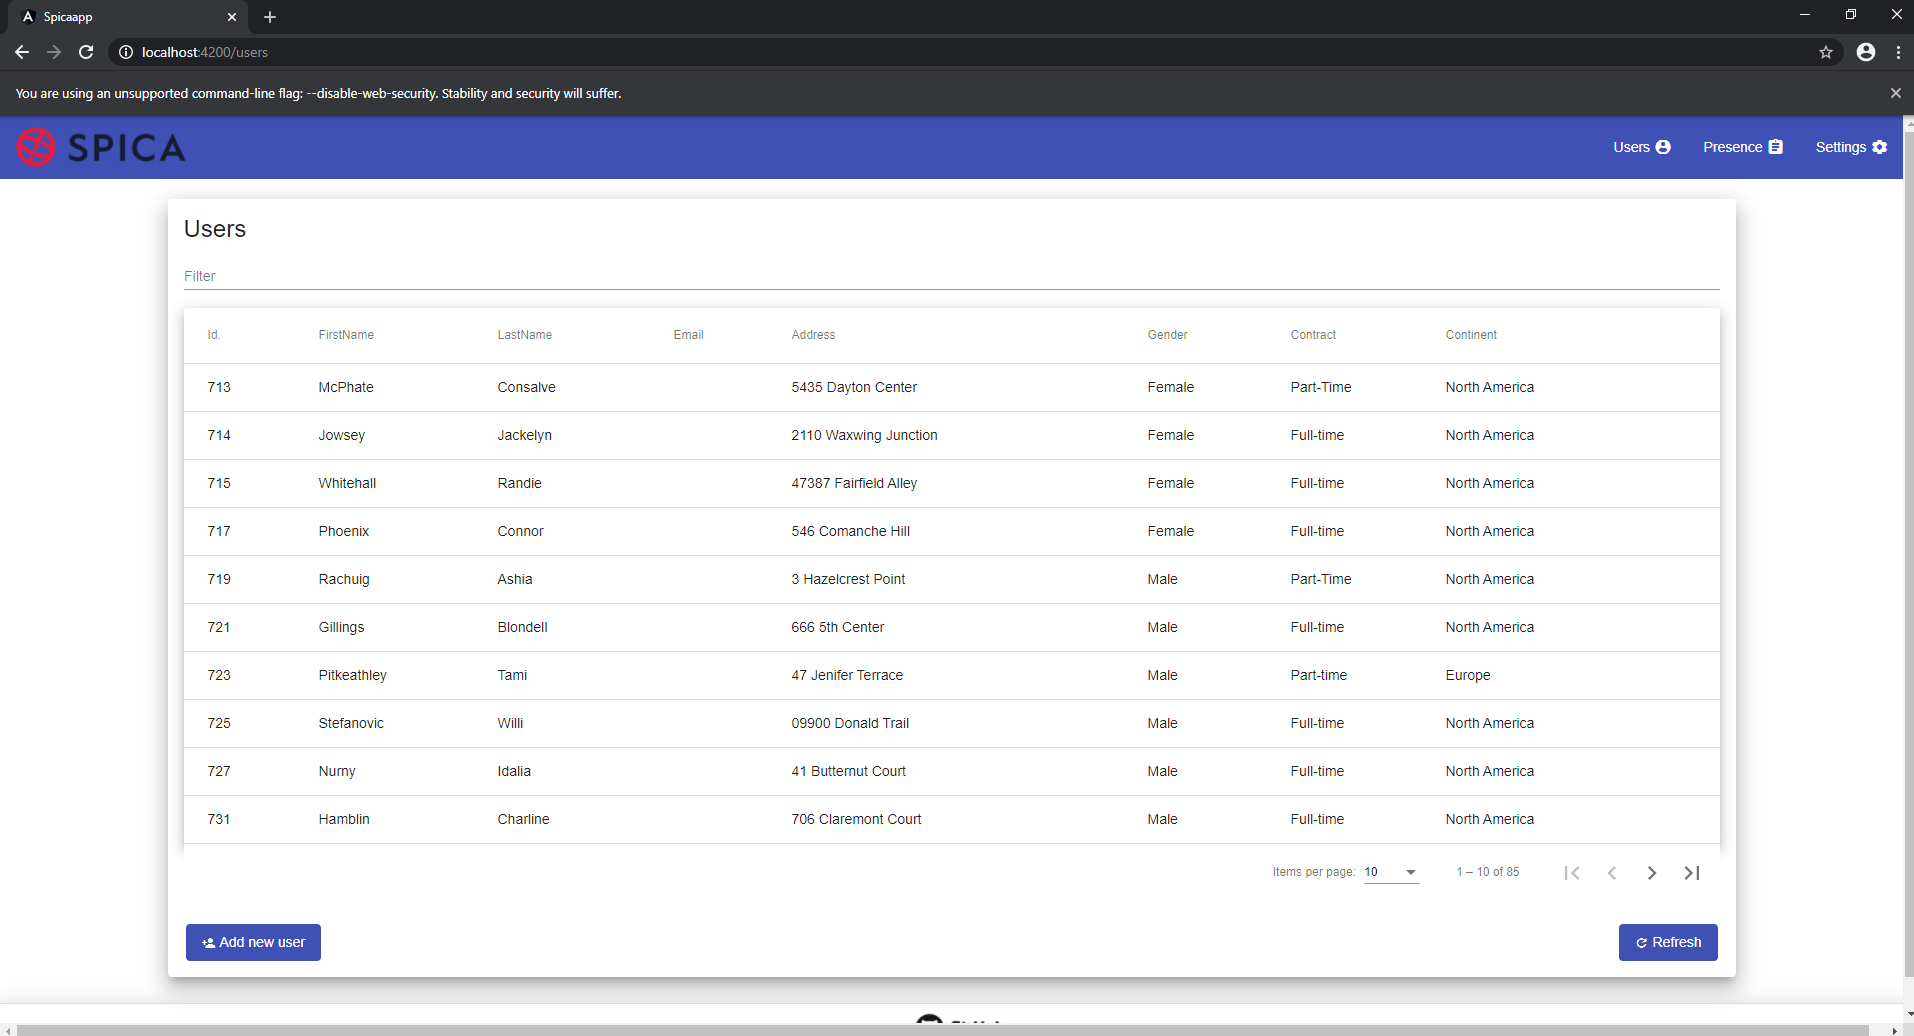 Spicaapp
localhost:4200/users
You are using an unsupported command-line flag: --disable-web-security. Stability and security will suffer.
SPICA
Users Presence Settings
Users
Filter
Id. FirstName LastName Email Address Gender Contract Continent
713 McPhate Consalve 5435 Dayton Center Female Part-Time North America
714 Jowsey Jackelyn 2110 Waxwing Junction Female Full-time North America
715 Whitehall Randie 47387 Fairfield Alley Female Full-time North America
717 Phoenix Connor 546 Comanche Hill Female Full-time North America
719 Rachuig Ashia 3 Hazelcrest Point Male Part-Time North America
721 Gillings Blondell 666 5th Center Male Full-time North America
723 Pitkeathley Tami 47 Jenifer Terrace Male Part-time Europe
725 Stefanovic Willi 09900 Donald Trail Male Full-time North America
727 Nurny Idalia 41 Butternut Court Male Full-time North America
731 Hamblin Charline 706 Claremont Court Male Full-time North America
Items per page: 10 1 – 10 of 85
Add new user Refresh